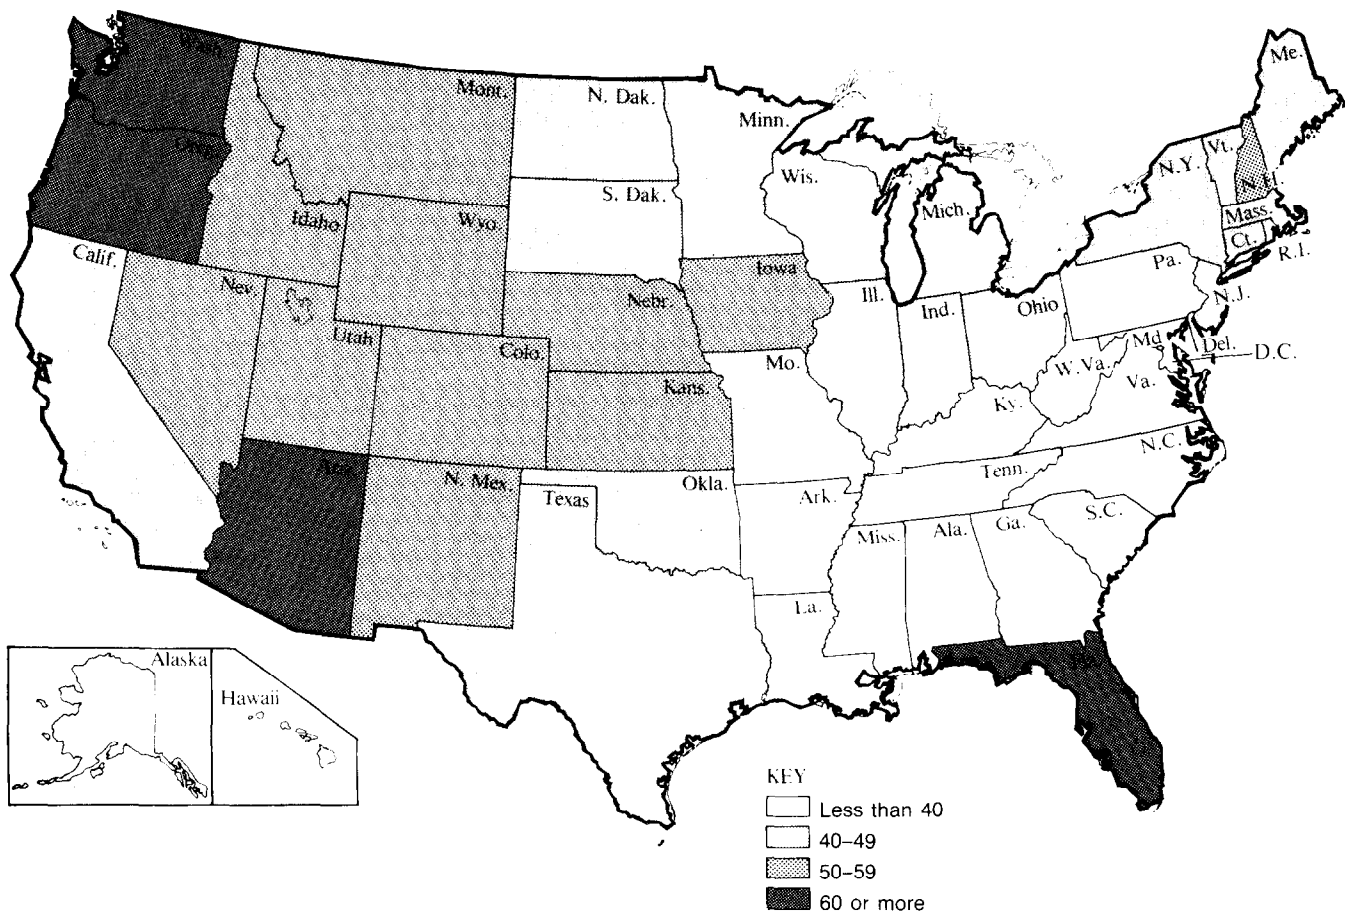 Wash.
Oreg.
Calif.
Nev.
Idaho
Mont.
Wyo.
Utah
Colo.
Ariz.
N. Mex.
N. Dak.
S. Dak.
Nebr.
Kans.
Okla.
Texas
Minn.
Iowa
Mo.
Ark.
La.
Wis.
Ill.
Mich.
Ind.
Ohio
Ky.
Tenn.
Miss.
Ala.
Ga.
Fla.
S.C.
N.C.
Va.
W.Va.
Md
Del.
D.C.
Pa.
N.J.
N.Y.
Ct.
R.I.
Mass.
Vt.
N.H.
Me.
Alaska
Hawaii
KEY
Less than 40
40–49
50–59
60 or more